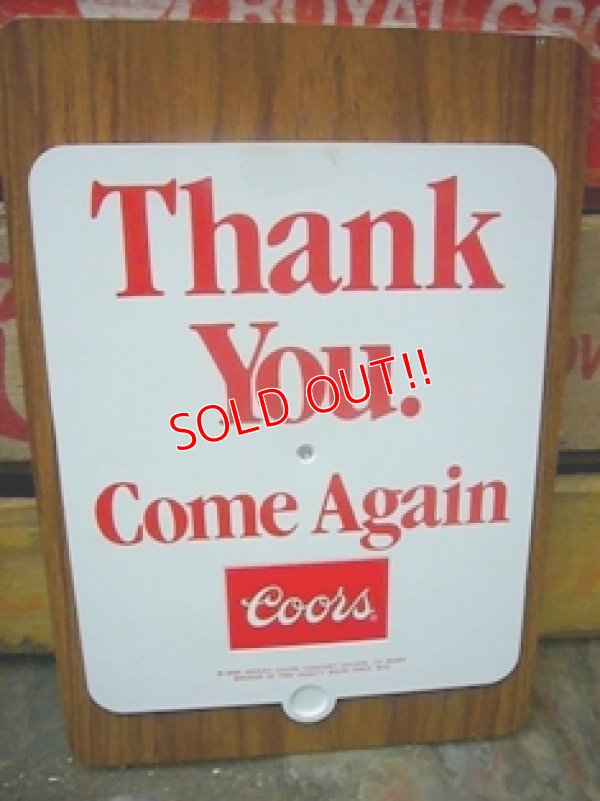 ROYAL CRO
Thank
You.
SOLD OUT!!
Come Again
Coors